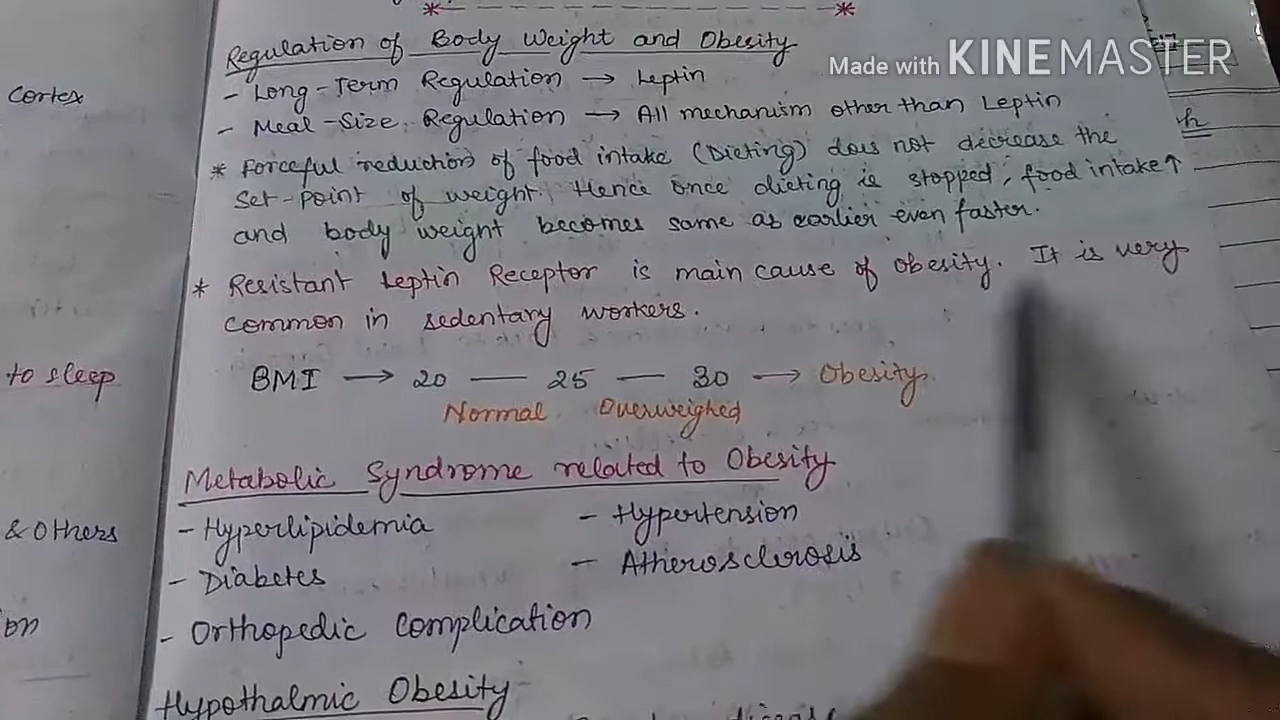 Regulation of Body Weight and Obesity
Made with KINEMASTER
- Long-Term Regulation → Leptin
- Meal-Size Regulation → All mechanism other than Leptin
* Forceful reduction of food intake (Dieting) does not decrease the
Set-point of weight. Hence once dieting is stopped, food intake ↑
and body weight becomes same as earlier even faster.
* Resistant Leptin Receptor is main cause of obesity. It is very
common in sedentary workers.
BMI → 20 — 25 — 30 → Obesity.
Normal Overweighed
Metabolic Syndrome related to Obesity
- Hyperlipidemia - Hypertension
- Diabetes - Atherosclerosis
- Orthopedic complication
Hypothalmic Obesity
cortex
to sleep
& others
on